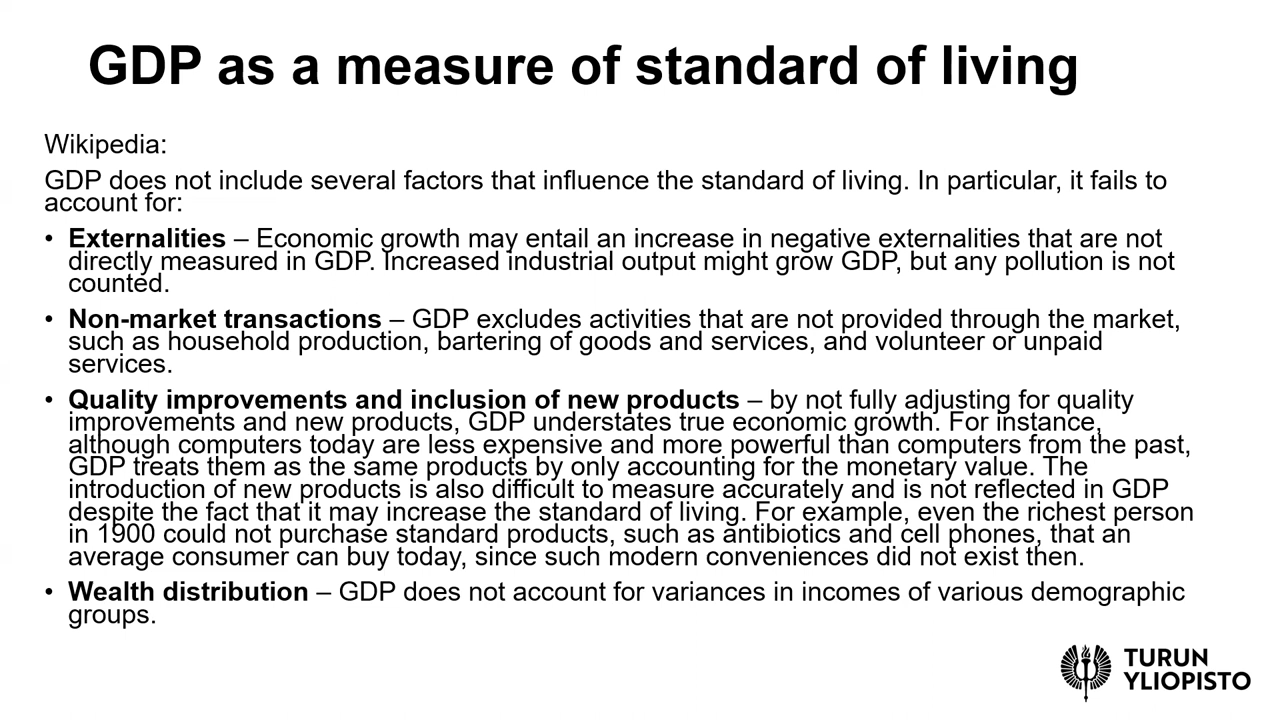 GDP as a measure of standard of living
Wikipedia:
GDP does not include several factors that influence the standard of living. In particular, it fails to
account for:
• Externalities – Economic growth may entail an increase in negative externalities that are not
directly measured in GDP. Increased industrial output might grow GDP, but any pollution is not
counted.
• Non-market transactions – GDP excludes activities that are not provided through the market,
such as household production, bartering of goods and services, and volunteer or unpaid
services.
• Quality improvements and inclusion of new products – by not fully adjusting for quality
improvements and new products, GDP understates true economic growth. For instance,
although computers today are less expensive and more powerful than computers from the past,
GDP treats them as the same products by only accounting for the monetary value. The
introduction of new products is also difficult to measure accurately and is not reflected in GDP
despite the fact that it may increase the standard of living. For example, even the richest person
in 1900 could not purchase standard products, such as antibiotics and cell phones, that an
average consumer can buy today, since such modern conveniences did not exist then.
• Wealth distribution – GDP does not account for variances in incomes of various demographic
groups.
TURUN
YLIOPISTO